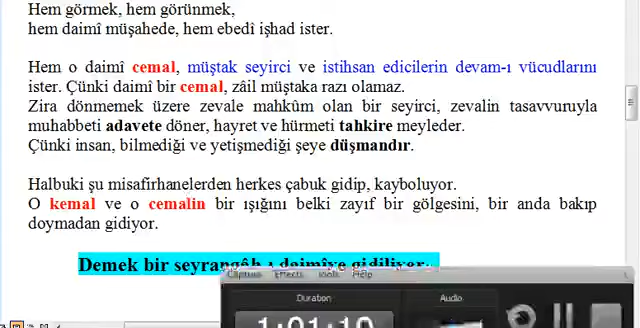 Hem görmek, hem görünmek,
hem daimî müşahede, hem ebedî işhad ister.
Hem o daimî cemal, müştak seyirci ve istihsan edicilerin devam-ı vücudlarını
ister. Çünki daimî bir cemal, zâil müştaka razı olamaz.
Zira dönmemek üzere zevale mahkûm olan bir seyirci, zevalin tasavvuruyla
muhabbeti adavete döner, hayret ve hürmeti tahkire meyleder.
Çünki insan, bilmediği ve yetişmediği şeye düşmandır.
Halbuki şu misafirhanelerden herkes çabuk gidip, kayboluyor.
O kemal ve o cemalin bir ışığını belki zayıf bir gölgesini, bir anda bakıp
doymadan gidiyor.
Demek bir seyrangâh-ı daimîye gidiliyor..
Capture Effects Tools Help
Duration Audio
1:01:10